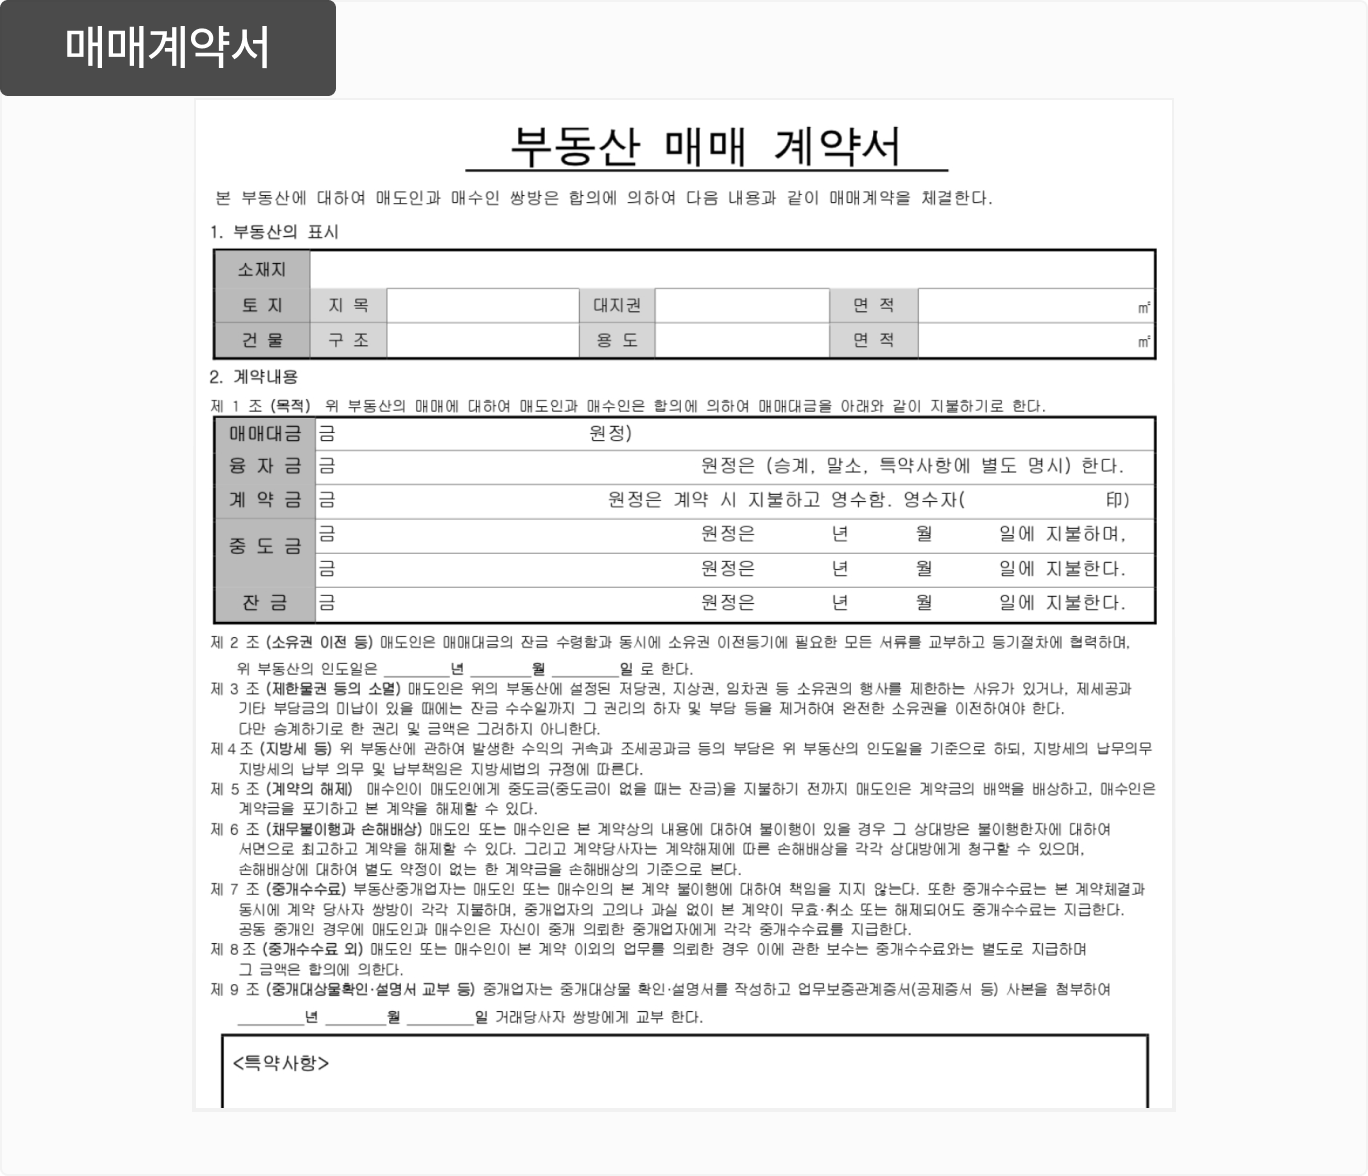 매매계약서
부동산 매매 계약서
본 부동산에 대하여 매도인과 매수인 쌍방은 합의에 의하여 다음 내용과 같이 매매계약을 체결한다.
1. 부동산의 표시
소재지
토 지 지 목 대지권 면 적 ㎡
건 물 구 조 용 도 면 적 ㎡
2. 계약내용
제 1 조 (목적) 위 부동산의 매매에 대하여 매도인과 매수인은 합의에 의하여 매매대금을 아래와 같이 지불하기로 한다.
매매대금 금 원정)
융 자 금 금 원정은 (승계, 말소, 특약사항에 별도 명시) 한다.
계 약 금 금 원정은 계약 시 지불하고 영수함. 영수자( 印)
중 도 금 금 원정은 년 월 일에 지불하며,
금 원정은 년 월 일에 지불한다.
잔 금 금 원정은 년 월 일에 지불한다.
제 2 조 (소유권 이전 등) 매도인은 매매대금의 잔금 수령함과 동시에 소유권 이전등기에 필요한 모든 서류를 교부하고 등기절차에 협력하며,
위 부동산의 인도일은 ________년 ________월 ________일 로 한다.
제 3 조 (제한물권 등의 소멸) 매도인은 위의 부동산에 설정된 저당권, 지상권, 임차권 등 소유권의 행사를 제한하는 사유가 있거나, 제세공과
기타 부담금의 미납이 있을 때에는 잔금 수수일까지 그 권리의 하자 및 부담 등을 제거하여 완전한 소유권을 이전하여야 한다.
다만 승계하기로 한 권리 및 금액은 그러하지 아니한다.
제 4 조 (지방세 등) 위 부동산에 관하여 발생한 수익의 귀속과 조세공과금 등의 부담은 위 부동산의 인도일을 기준으로 하되, 지방세의 납무의무
지방세의 납부 의무 및 납부책임은 지방세법의 규정에 따른다.
제 5 조 (계약의 해제) 매수인이 매도인에게 중도금(중도금이 없을 때는 잔금)을 지불하기 전까지 매도인은 계약금의 배액을 배상하고, 매수인은
계약금을 포기하고 본 계약을 해제할 수 있다.
제 6 조 (채무불이행과 손해배상) 매도인 또는 매수인은 본 계약상의 내용에 대하여 불이행이 있을 경우 그 상대방은 불이행한자에 대하여
서면으로 최고하고 계약을 해제할 수 있다. 그리고 계약당사자는 계약해제에 따른 손해배상을 각각 상대방에게 청구할 수 있으며,
손해배상에 대하여 별도 약정이 없는 한 계약금을 손해배상의 기준으로 본다.
제 7 조 (중개수수료) 부동산중개업자는 매도인 또는 매수인의 본 계약 불이행에 대하여 책임을 지지 않는다. 또한 중개수수료는 본 계약체결과
동시에 계약 당사자 쌍방이 각각 지불하며, 중개업자의 고의나 과실 없이 본 계약이 무효·취소 또는 해제되어도 중개수수료는 지급한다.
공동 중개인 경우에 매도인과 매수인은 자신이 중개 의뢰한 중개업자에게 각각 중개수수료를 지급한다.
제 8 조 (중개수수료 외) 매도인 또는 매수인이 본 계약 이외의 업무를 의뢰한 경우 이에 관한 보수는 중개수수료와는 별도로 지급하며
그 금액은 합의에 의한다.
제 9 조 (중개대상물확인·설명서 교부 등) 중개업자는 중개대상물 확인·설명서를 작성하고 업무보증관계증서(공제증서 등) 사본을 첨부하여
________년 ________월 ________일 거래당사자 쌍방에게 교부 한다.
<특약사항>